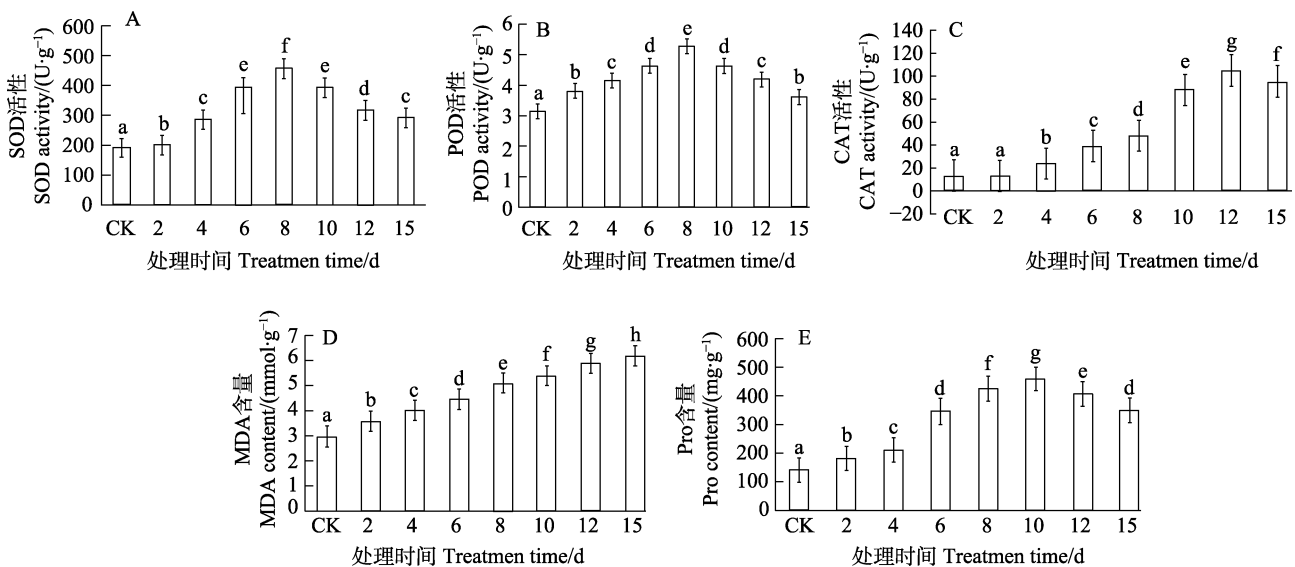 A
SOD活性
SOD activity/(U·g⁻¹)
600
500
400
300
200
100
0
a
b
c
e
f
e
d
c
CK 2 4 6 8 10 12 15
处理时间 Treatmen time/d
B
POD活性
POD activity/(U·g⁻¹)
6
5
4
3
2
1
0
a
b
c
d
e
d
c
b
CK 2 4 6 8 10 12 15
处理时间 Treatmen time/d
C
CAT活性
CAT activity/(U·g⁻¹)
140
120
100
80
60
40
20
0
−20
a
a
b
c
d
e
g
f
CK 2 4 6 8 10 12 15
处理时间 Treatmen time/d
D
MDA含量
MDA content/(mmol·g⁻¹)
7
6
5
4
3
2
1
0
a
b
c
d
e
f
g
h
CK 2 4 6 8 10 12 15
处理时间 Treatmen time/d
E
Pro含量
Pro content/(mg·g⁻¹)
600
500
400
300
200
100
0
a
b
c
d
f
g
e
d
CK 2 4 6 8 10 12 15
处理时间 Treatmen time/d